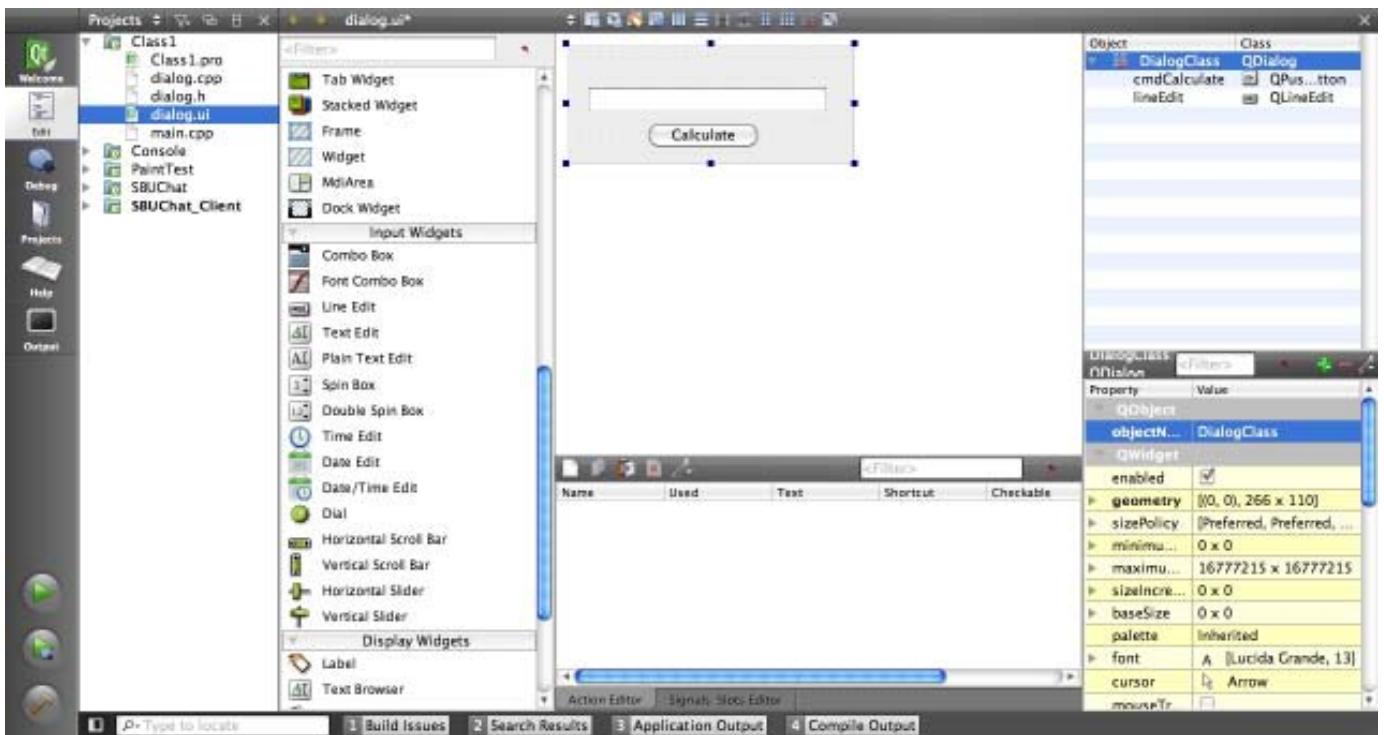 Projects
dialog.ui*
Welcome
Edit
Debug
Projects
Help
Output
Class1
Class1.pro
dialog.cpp
dialog.h
dialog.ui
main.cpp
Console
PaintTest
SBUChat
SBUChat_Client
<Filter>
Tab Widget
Stacked Widget
Frame
Widget
MdiArea
Dock Widget
Input Widgets
Combo Box
Font Combo Box
Line Edit
Text Edit
Plain Text Edit
Spin Box
Double Spin Box
Time Edit
Date Edit
Date/Time Edit
Dial
Horizontal Scroll Bar
Vertical Scroll Bar
Horizontal Slider
Vertical Slider
Display Widgets
Label
Text Browser
Calculate
<Filter>
Name Used Text Shortcut Checkable
Action Editor Signals Slots Editor
Object Class
DialogClass QDialog
cmdCalculate QPus...tton
lineEdit QLineEdit
DialogClass
QDialog
<Filter>
Property Value
QObject
objectN... DialogClass
QWidget
enabled
geometry [(0, 0), 266 x 110]
sizePolicy [Preferred, Preferred, ...
minimu... 0 x 0
maximu... 16777215 x 16777215
sizeIncre... 0 x 0
baseSize 0 x 0
palette Inherited
font A [Lucida Grande, 13]
cursor Arrow
mouseTr...
Type to locate
1 Build Issues 2 Search Results 3 Application Output 4 Compile Output